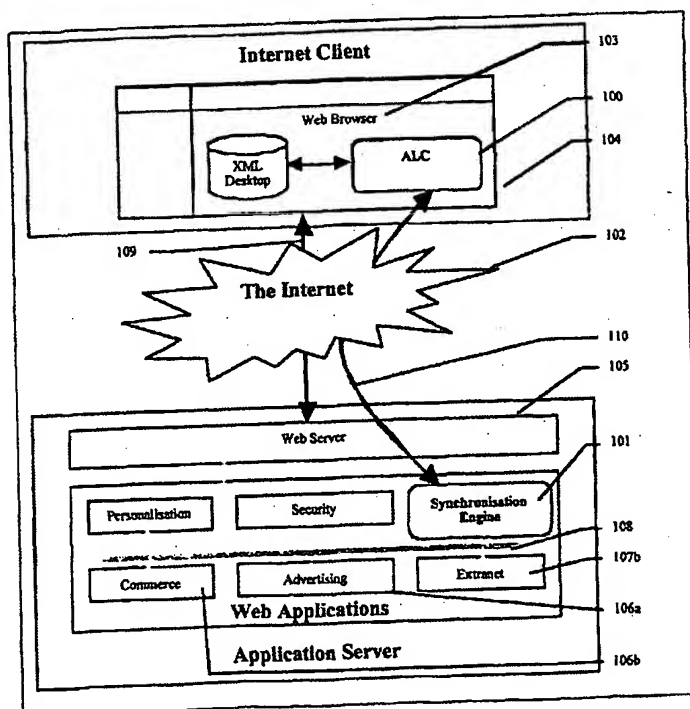 Internet Client
103
Web Browser
100
XML
Desktop
ALC
104
109
102
The Internet
110
105
Web Server
101
Personalisation
Security
Synchronisation
Engine
108
107b
Commerce
Advertising
Extranet
Web Applications
106a
Application Server
106b